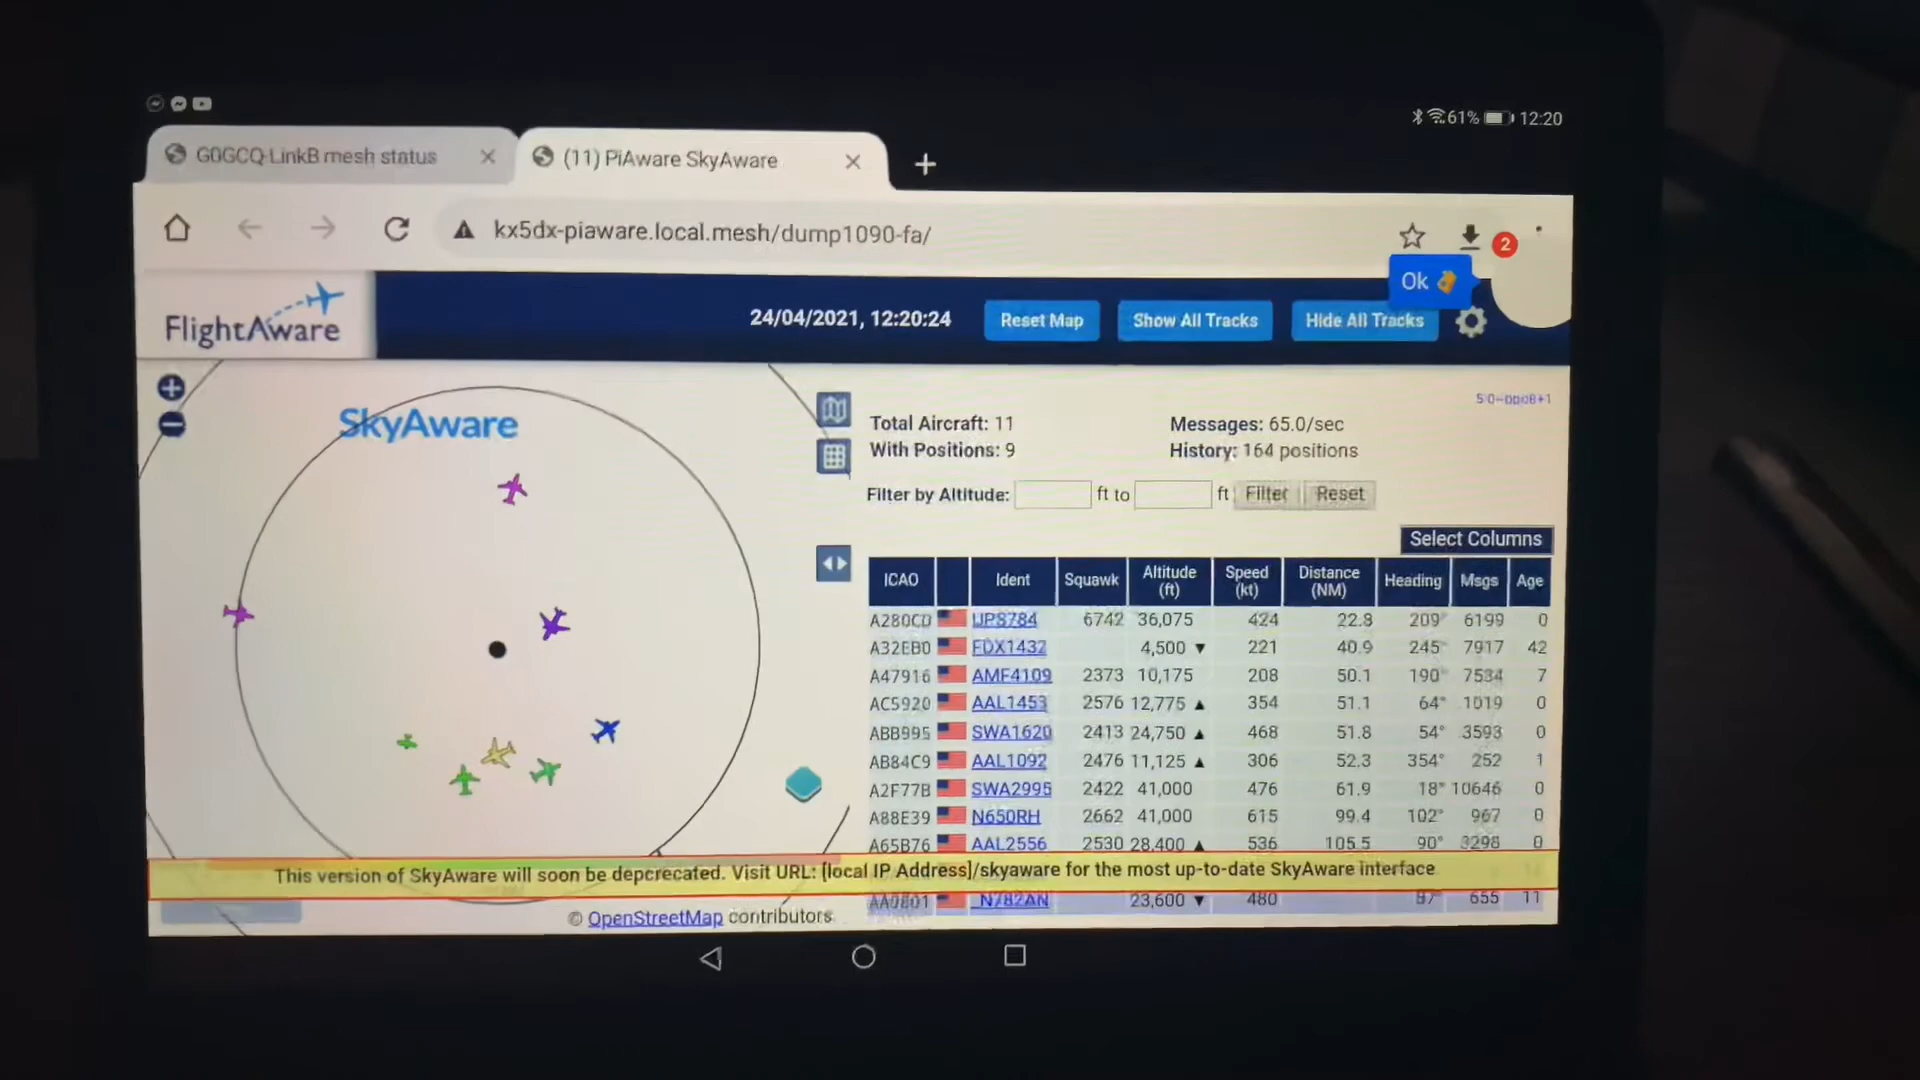 61% 12:20
G0GCQ-LinkB mesh status
(11) PiAware SkyAware
kx5dx-piaware.local.mesh/dump1090-fa/
2
Ok
FlightAware
24/04/2021, 12:20:24
Reset Map
Show All Tracks
Hide All Tracks
SkyAware
Total Aircraft: 11
Messages: 65.0/sec
With Positions: 9
History: 164 positions
Filter by Altitude: ft to ft Filter Reset
Select Columns
ICAO Ident Squawk Altitude (ft) Speed (kt) Distance (NM) Heading Msgs Age
A280CD UPS784 6742 36,075 424 22.8 209° 6199 0
A32EB0 FDX1432 4,500 ▼ 221 40.9 245° 7917 42
A47916 AMF4109 2373 10,175 208 50.1 190° 7534 7
AC5920 AAL1453 2576 12,775 ▲ 354 51.1 64° 1019 0
ABB995 SWA1620 2413 24,750 ▲ 468 51.8 54° 3593 0
AB84C9 AAL1092 2476 11,125 ▲ 306 52.3 354° 252 1
A2F77B SWA2995 2422 41,000 476 61.9 18° 10646 0
A88E39 N650RH 2662 41,000 615 99.4 102° 967 0
A65B76 AAL2556 2530 28,400 ▲ 536 105.5 90° 3298 0
This version of SkyAware will soon be depcrecated. Visit URL: [local IP Address]/skyaware for the most up-to-date SkyAware interface
AA0801 N782AN 23,600 ▼ 480 87° 655 11
© OpenStreetMap contributors